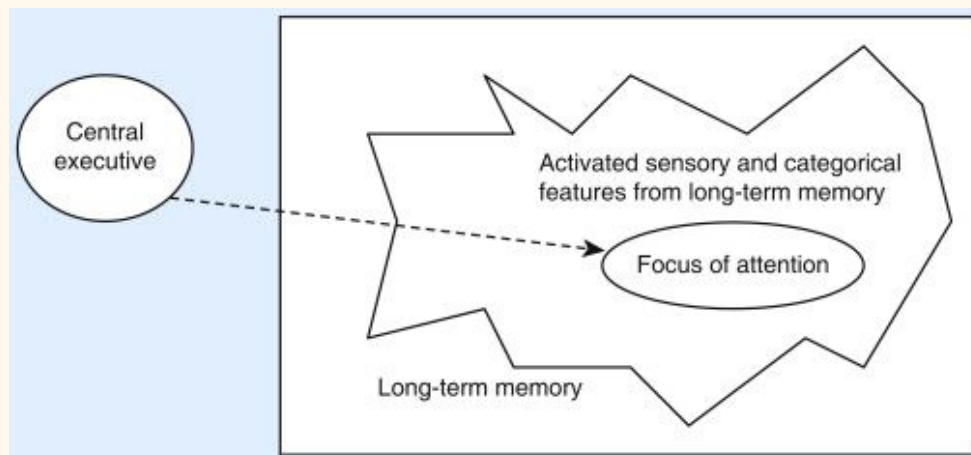 Central
executive
Activated sensory and categorical
features from long-term memory
Focus of attention
Long-term memory